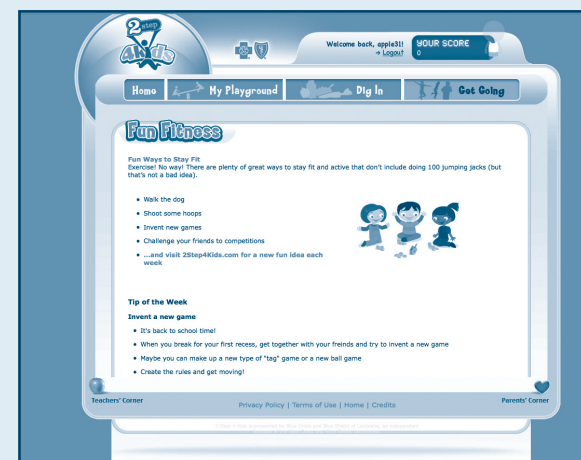 2 step
4Kids
Welcome back, apple31!
→ Logout
YOUR SCORE
0
Home
My Playground
Dig In
Got Going
Fun Fitness
Fun Ways to Stay Fit
Exercise! No way! There are plenty of great ways to stay fit and active that don't include doing 100 jumping jacks (but
that's not a bad idea).
• Walk the dog
• Shoot some hoops
• Invent new games
• Challenge your friends to competitions
• ...and visit 2Step4Kids.com for a new fun idea each
week
Tip of the Week
Invent a new game
• It's back to school time!
• When you break for your first recess, get together with your freinds and try to invent a new game
• Maybe you can make up a new type of "tag" game or a new ball game
• Create the rules and get moving!
Teachers' Corner
Privacy Policy | Terms of Use | Home | Credits
Parents' Corner